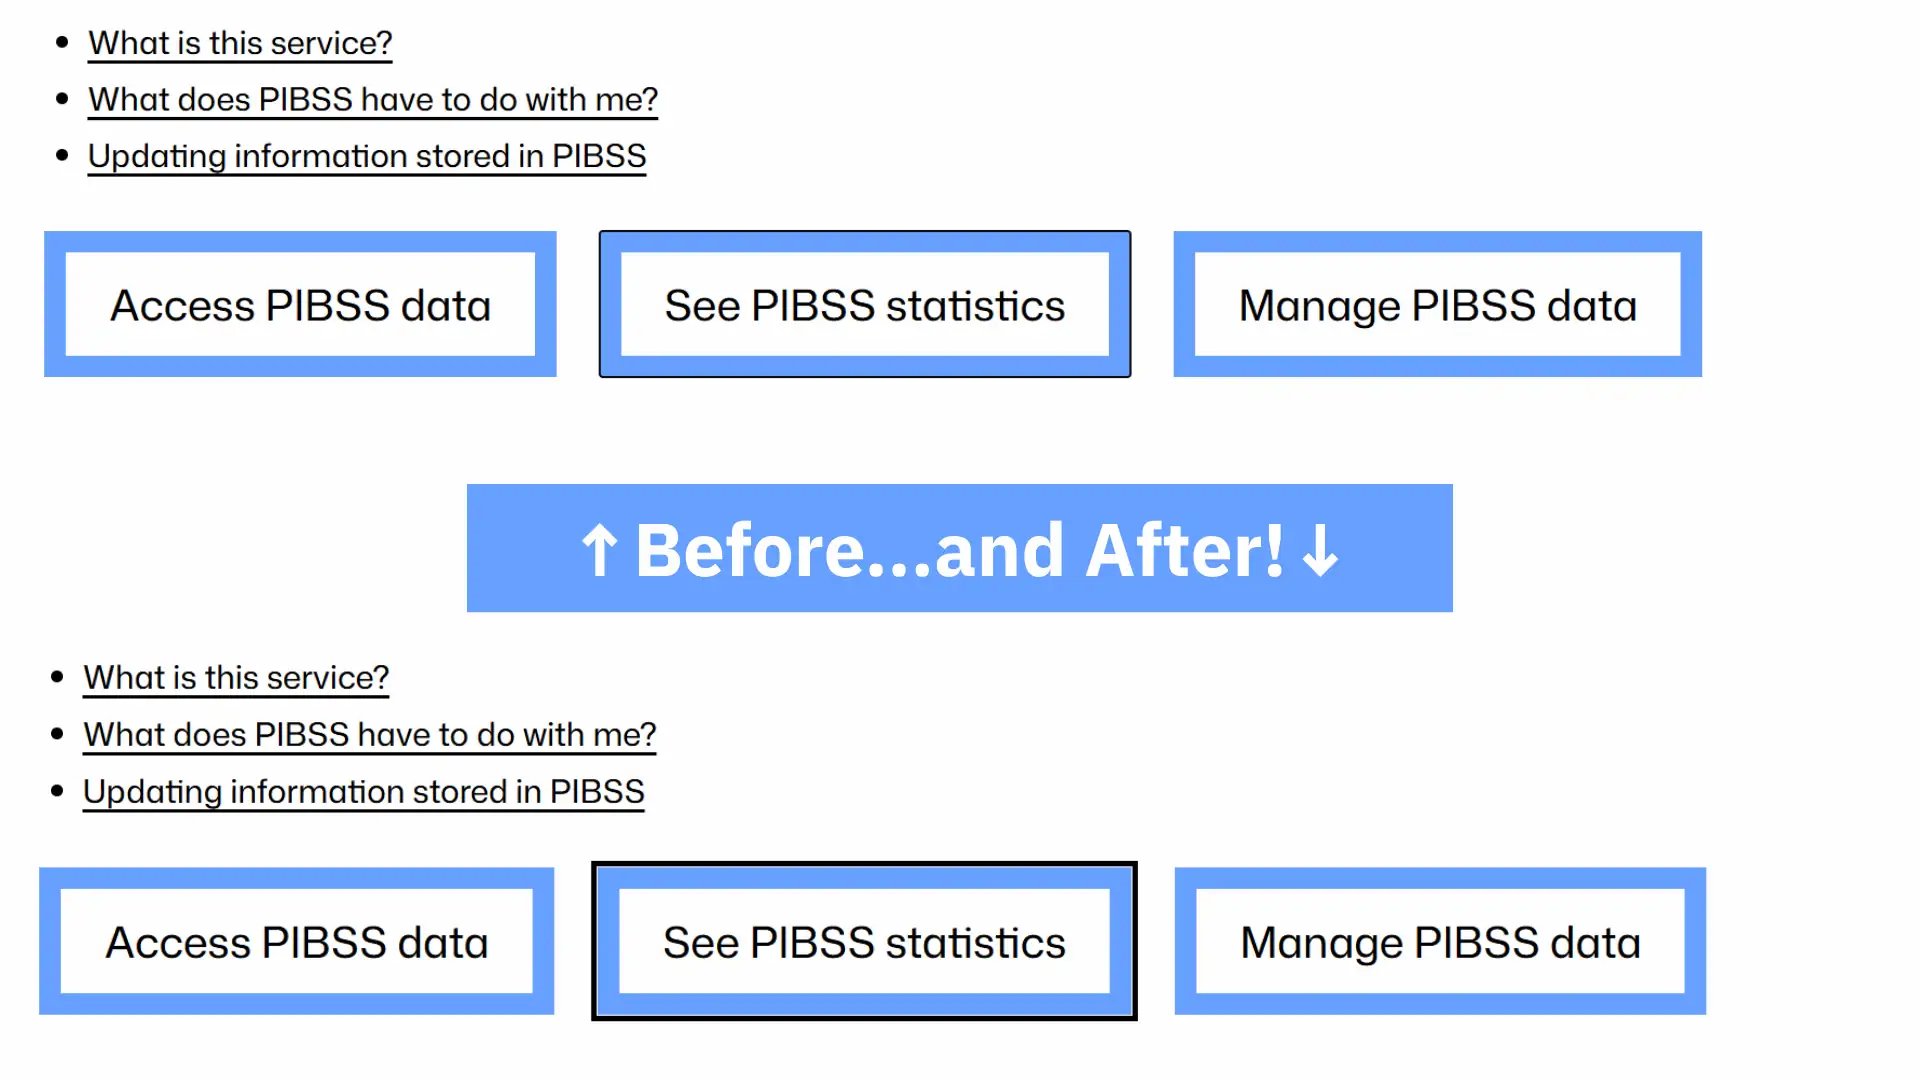 What is this service?
What does PIBSS have to do with me?
Updating information stored in PIBSS
Access PIBSS data
See PIBSS statistics
Manage PIBSS data
↑ Before...and After! ↓
What is this service?
What does PIBSS have to do with me?
Updating information stored in PIBSS
Access PIBSS data
See PIBSS statistics
Manage PIBSS data